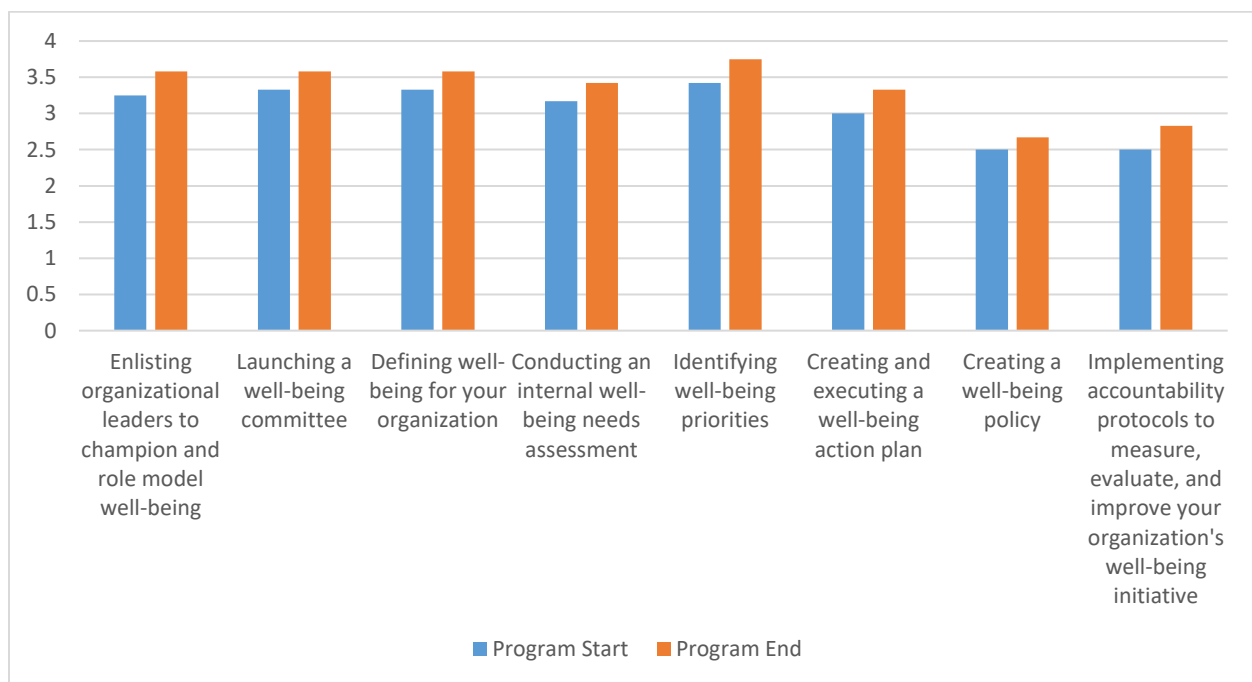 4
3.5
3
2.5
2
1.5
1
0.5
0
Enlisting
organizational
leaders to
champion and
role model
well-being
Launching a
well-being
committee
Defining well-
being for your
organization
Conducting an
internal well-
being needs
assessment
Identifying
well-being
priorities
Creating and
executing a
well-being
action plan
Creating a
well-being
policy
Implementing
accountability
protocols to
measure,
evaluate, and
improve your
organization's
well-being
initiative
Program Start
Program End